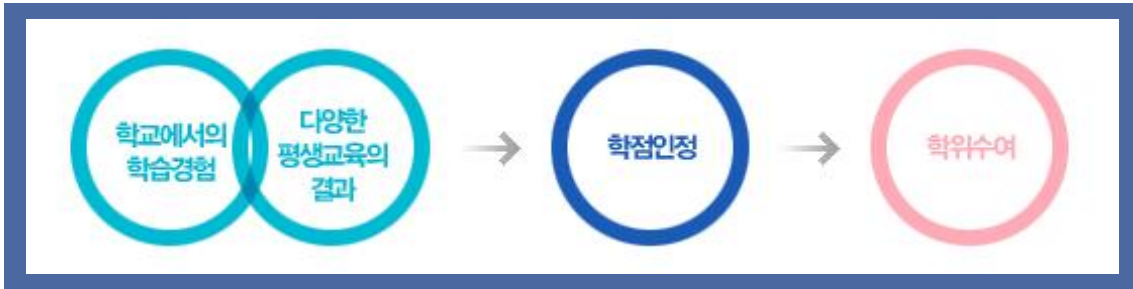 학교에서의
학습경험
다양한
평생교육의
결과
학점인정
학위수여